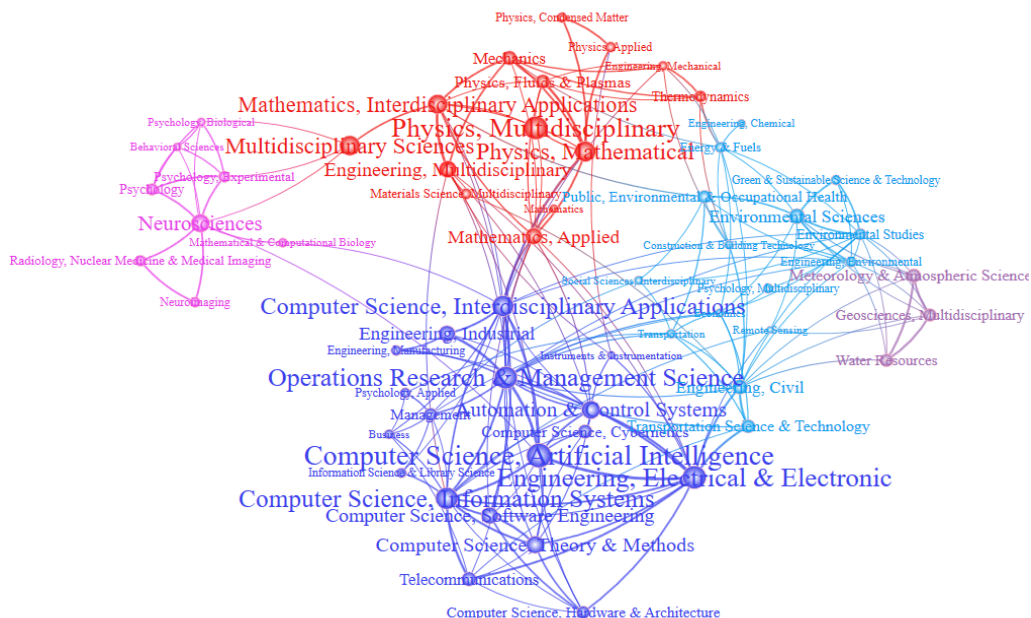 Physics, Condensed Matter
Physics, Applied
Mechanics
Engineering, Mechanical
Physics, Fluids & Plasmas
Thermodynamics
Mathematics, Interdisciplinary Applications
Psychology, Biological
Physics, Multidisciplinary
Engineering, Chemical
Behavioral Sciences
Multidisciplinary Sciences
Energy & Fuels
Physics, Mathematical
Engineering, Multidisciplinary
Psychology, Experimental
Green & Sustainable Science & Technology
Psychology
Materials Science, Multidisciplinary
Public, Environmental & Occupational Health
Mathematics
Environmental Sciences
Neurosciences
Environmental Studies
Mathematics, Applied
Mathematical & Computational Biology
Construction & Building Technology
Radiology, Nuclear Medicine & Medical Imaging
Engineering, Environmental
Meteorology & Atmospheric Science
Social Sciences, Interdisciplinary
Psychology, Multidisciplinary
Neuroimaging
Computer Science, Interdisciplinary Applications
Economics
Geosciences, Multidisciplinary
Engineering, Industrial
Transportation
Remote Sensing
Engineering, Manufacturing
Instruments & Instrumentation
Water Resources
Operations Research & Management Science
Engineering, Civil
Psychology, Applied
Automation & Control Systems
Management
Transportation Science & Technology
Business
Computer Science, Cybernetics
Computer Science, Artificial Intelligence
Information Science & Library Science
Engineering, Electrical & Electronic
Computer Science, Information Systems
Computer Science, Software Engineering
Computer Science, Theory & Methods
Telecommunications
Computer Science, Hardware & Architecture